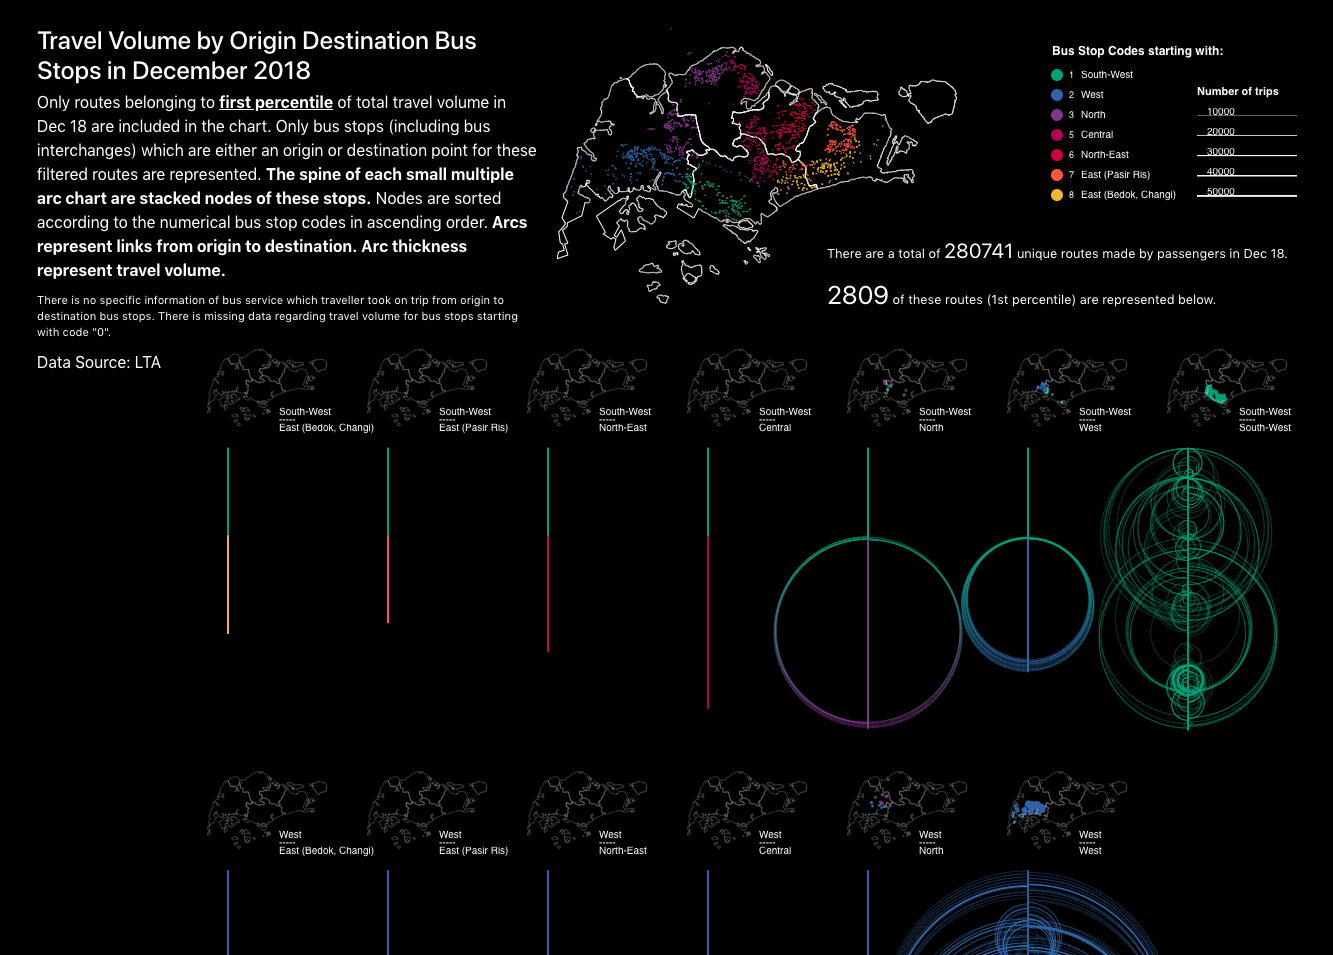 Travel Volume by Origin Destination Bus
Stops in December 2018
Only routes belonging to first percentile of total travel volume in
Dec 18 are included in the chart. Only bus stops (including bus
interchanges) which are either an origin or destination point for these
filtered routes are represented. The spine of each small multiple
arc chart are stacked nodes of these stops. Nodes are sorted
according to the numerical bus stop codes in ascending order. Arcs
represent links from origin to destination. Arc thickness
represent travel volume.
There is no specific information of bus service which traveller took on trip from origin to
destination bus stops. There is missing data regarding travel volume for bus stops starting
with code "0".
Data Source: LTA
Bus Stop Codes starting with:
1 South-West
2 West
3 North
5 Central
6 North-East
7 East (Pasir Ris)
8 East (Bedok, Changi)
Number of trips
10000
20000
30000
40000
50000
There are a total of 280741 unique routes made by passengers in Dec 18.
2809 of these routes (1st percentile) are represented below.
South-West
-----
East (Bedok, Changi)
South-West
-----
East (Pasir Ris)
South-West
-----
North-East
South-West
-----
Central
South-West
-----
North
South-West
-----
West
South-West
-----
South-West
West
-----
East (Bedok, Changi)
West
-----
East (Pasir Ris)
West
-----
North-East
West
-----
Central
West
-----
North
West
-----
West